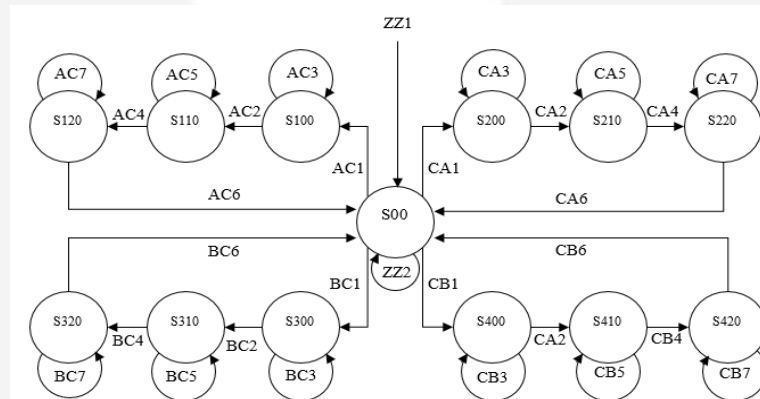 ZZ1
AC7
AC5
AC3
CA3
CA5
CA7
S120
AC4
S110
AC2
S100
S200
CA2
S210
CA4
S220
AC1
CA1
AC6
CA6
S00
BC6
CB6
ZZ2
BC1
CB1
S320
BC4
S310
BC2
S300
S400
CA2
S410
CB4
S420
BC7
BC5
BC3
CB3
CB5
CB7